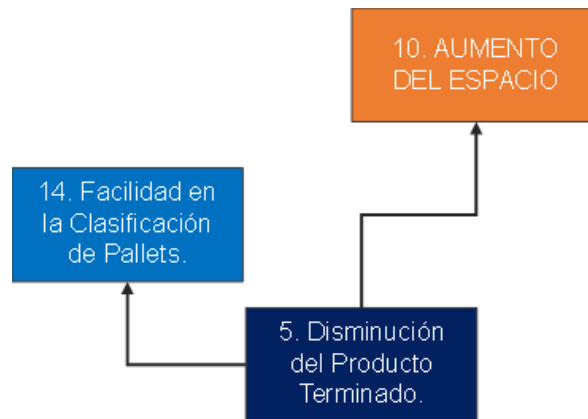 10. AUMENTO
DEL ESPACIO
14. Facilidad en
la Clasificación
de Pallets.
5. Disminución
del Producto
Terminado.